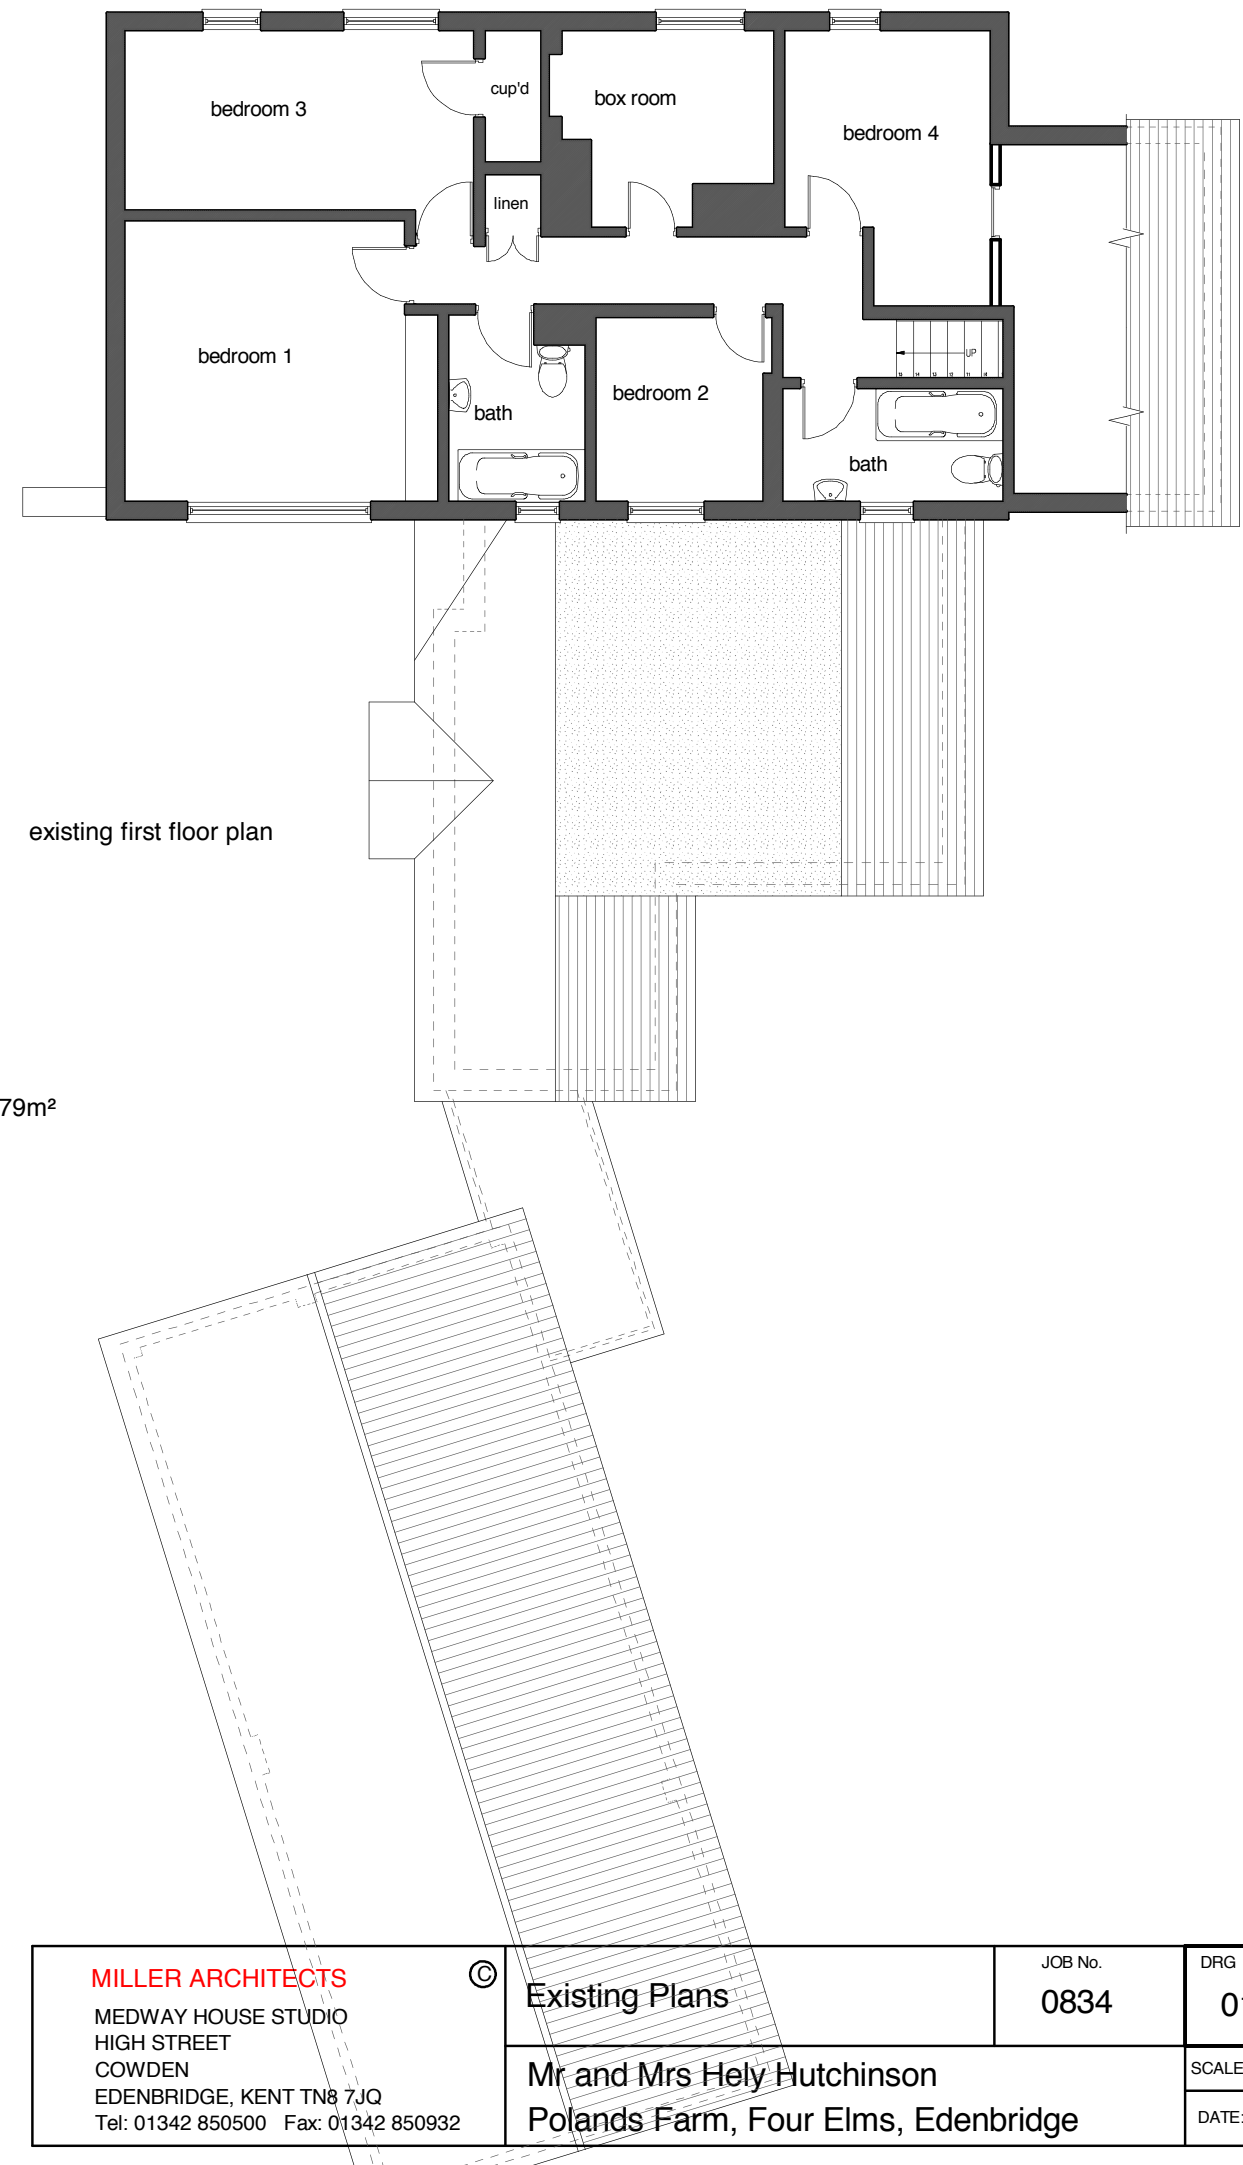 bedroom 3
cup'd
box room
bedroom 4
linen
bedroom 1
bath
bedroom 2
UP
bath
existing first floor plan
79m²
MILLER ARCHITECTS
©
MEDWAY HOUSE STUDIO
HIGH STREET
COWDEN
EDENBRIDGE, KENT TN8 7JQ
Tel: 01342 850500 Fax: 01342 850932
Existing Plans
JOB No.
0834
DRG
01
Mr and Mrs Hely Hutchinson
Polands Farm, Four Elms, Edenbridge
SCALE
DATE: